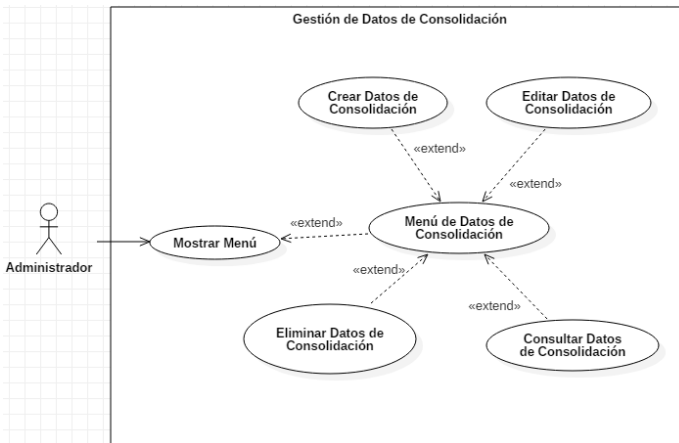 Gestión de Datos de Consolidación
Crear Datos de
Consolidación
Editar Datos de
Consolidación
«extend»
«extend»
Menú de Datos de
Consolidación
«extend»
Mostrar Menú
Administrador
«extend»
«extend»
Eliminar Datos de
Consolidación
Consultar Datos
de Consolidación